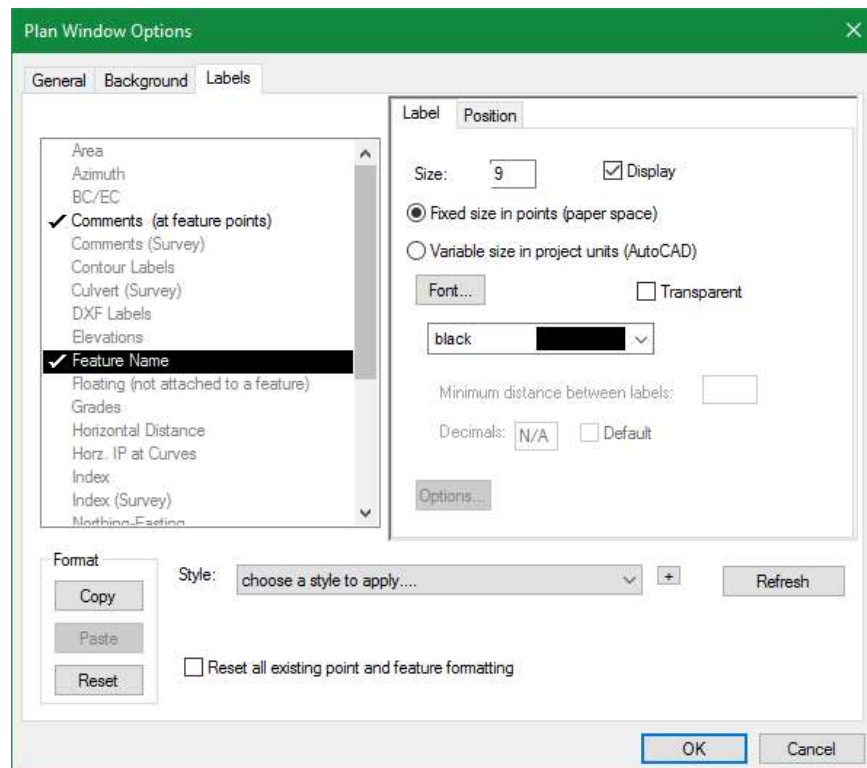 Plan Window Options
General Background Labels
Area
Azimuth
BC/EC
Comments (at feature points)
Comments (Survey)
Contour Labels
Culvert (Survey)
DXF Labels
Elevations
Feature Name
Floating (not attached to a feature)
Grades
Horizontal Distance
Horz. IP at Curves
Index
Index (Survey)
Northing-Easting
Label Position
Size: 9 Display
Fixed size in points (paper space)
Variable size in project units (AutoCAD)
Font... Transparent
black
Minimum distance between labels:
Decimals: N/A Default
Options...
Format
Copy
Paste
Reset
Style: choose a style to apply.... + Refresh
Reset all existing point and feature formatting
OK Cancel